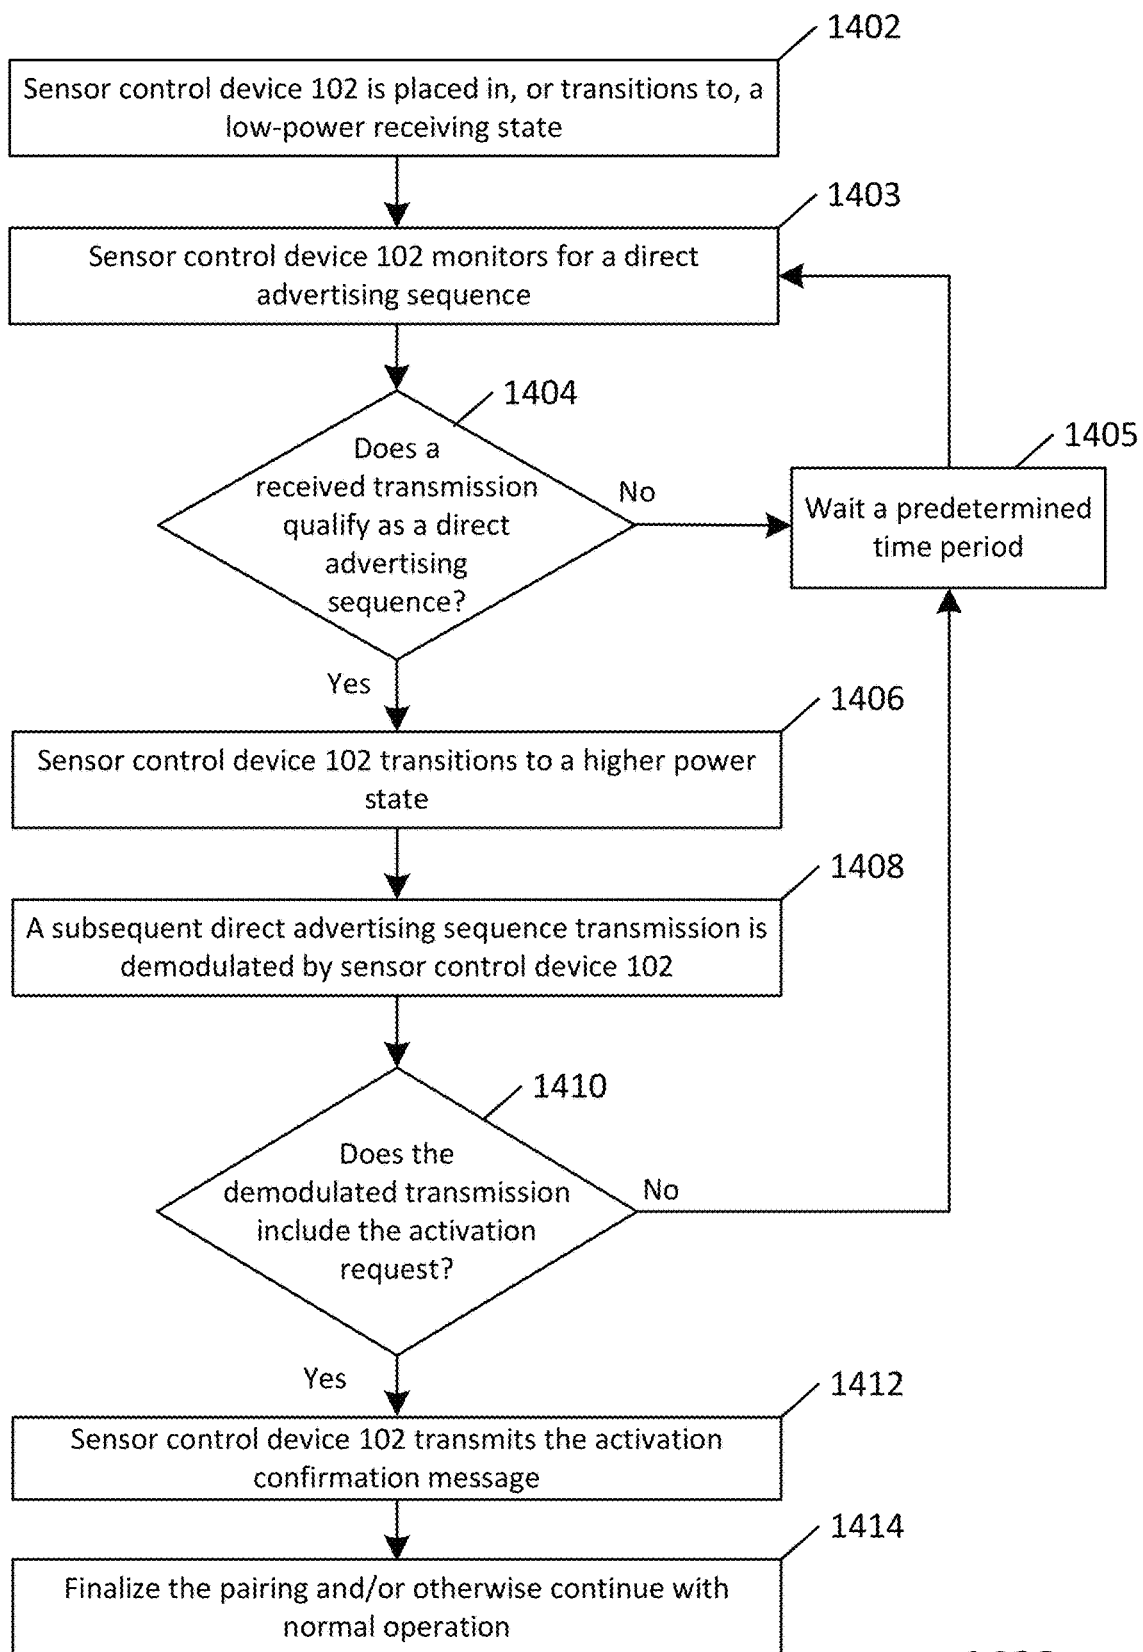 1402
Sensor control device 102 is placed in, or transitions to, a
low-power receiving state
1403
Sensor control device 102 monitors for a direct
advertising sequence
1404
Does a
received transmission
qualify as a direct
advertising
sequence?
No
1405
Wait a predetermined
time period
Yes
1406
Sensor control device 102 transitions to a higher power
state
1408
A subsequent direct advertising sequence transmission is
demodulated by sensor control device 102
1410
Does the
demodulated transmission
include the activation
request?
No
Yes
1412
Sensor control device 102 transmits the activation
confirmation message
1414
Finalize the pairing and/or otherwise continue with
normal operation